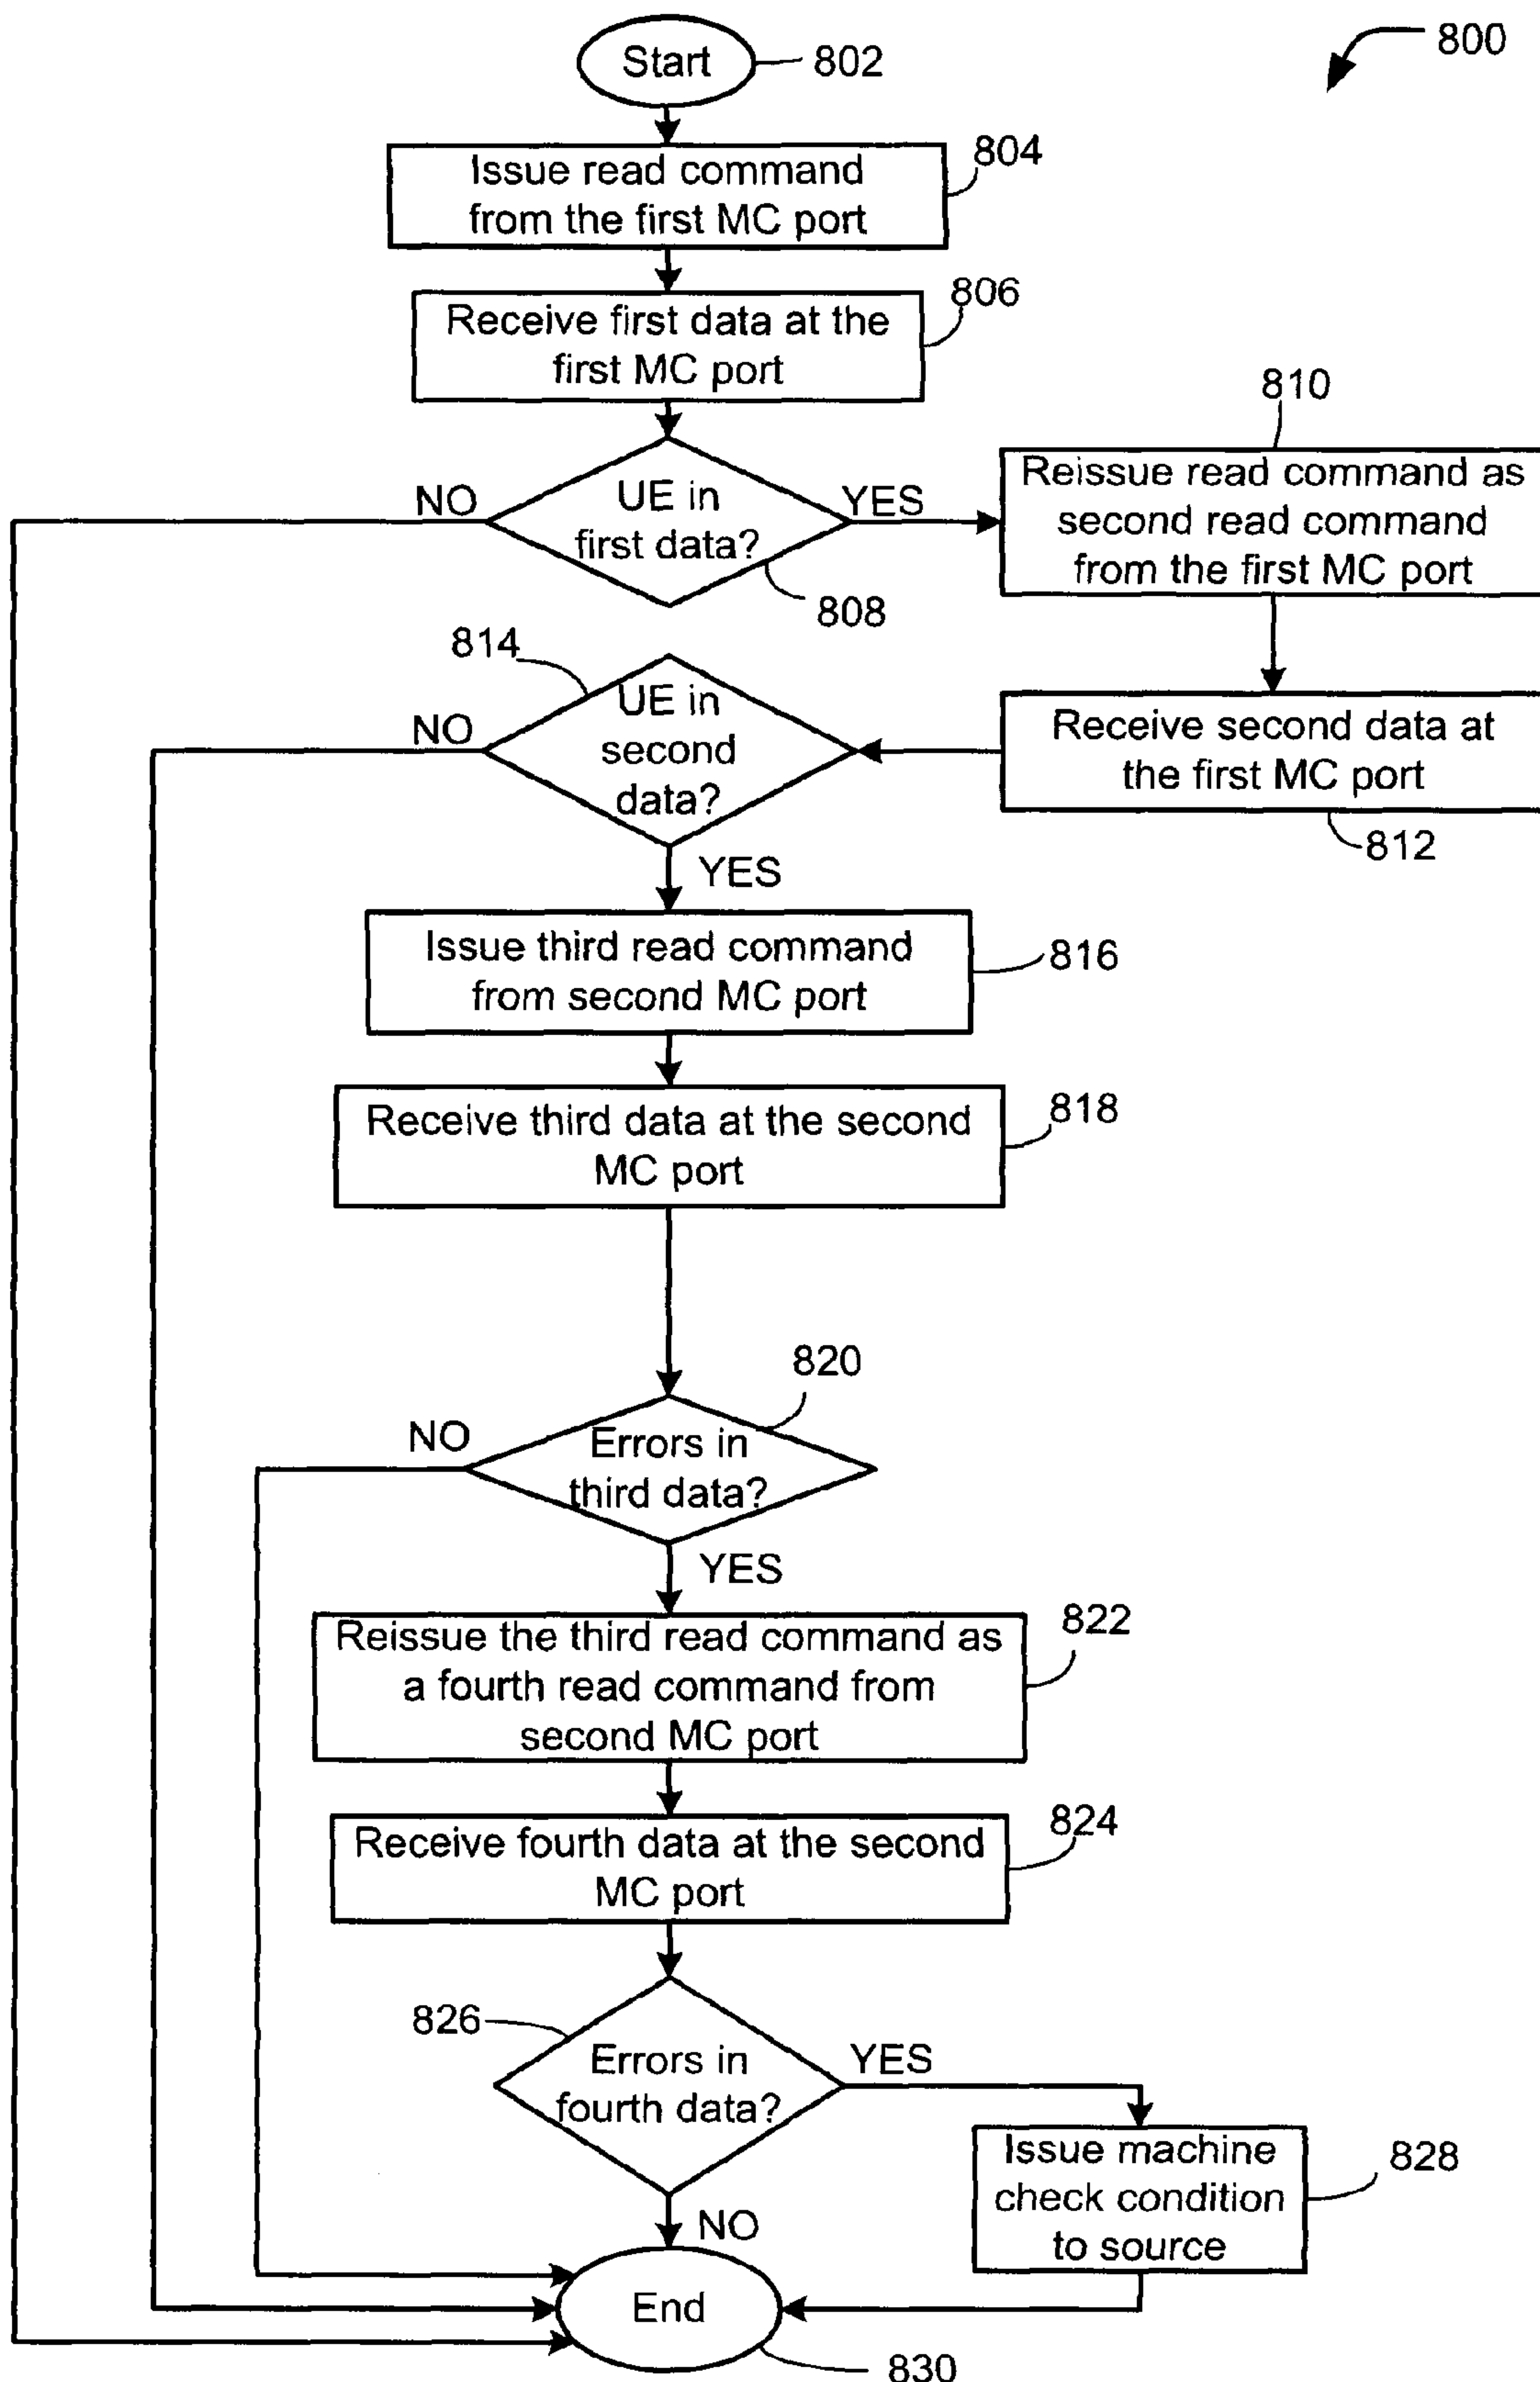 800
Start
802
804
Issue read command
from the first MC port
806
Receive first data at the
first MC port
810
Reissue read command as
second read command
from the first MC port
NO
UE in
first data?
YES
808
814
NO
UE in
second
data?
Receive second data at
the first MC port
812
YES
Issue third read command
from second MC port
816
Receive third data at the second
MC port
818
820
NO
Errors in
third data?
YES
Reissue the third read command as
a fourth read command from
second MC port
822
Receive fourth data at the second
MC port
824
826
Errors in
fourth data?
YES
Issue machine
check condition
to source
828
NO
End
830